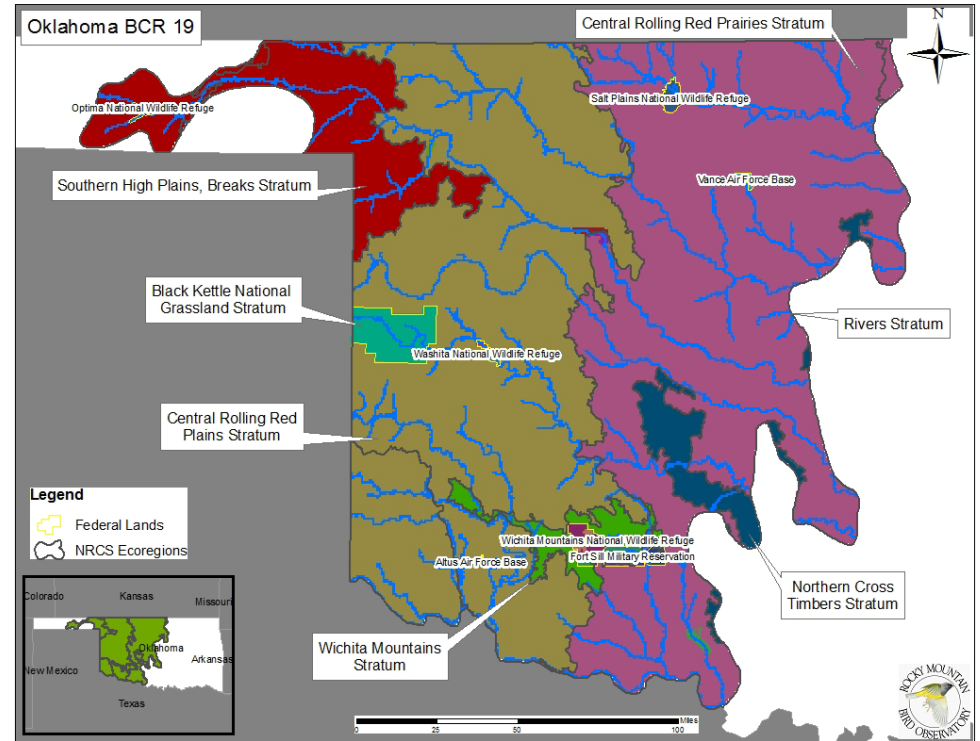 Oklahoma BCR 19
Central Rolling Red Prairies Stratum
N
Optima National Wildlife Refuge
Salt Plains National Wildlife Refuge
Southern High Plains, Breaks Stratum
Vance Air Force Base
Black Kettle National
Grassland Stratum
Rivers Stratum
Washita National Wildlife Refuge
Central Rolling Red
Plains Stratum
Legend
Federal Lands
NRCS Ecoregions
Wichita Mountains National Wildlife Refuge
Fort Sill Military Reservation
Altus Air Force Base
Northern Cross
Timbers Stratum
Wichita Mountains
Stratum
Colorado
Kansas
Missouri
Oklahoma
Arkansas
New Mexico
Texas
Miles
0 25 50 100
ROCKY MOUNTAIN
BIRD OBSERVATORY